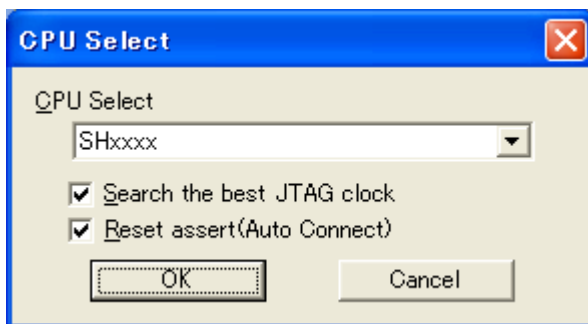 CPU Select
CPU Select
SHxxxx
Search the best JTAG clock
Reset assert(Auto Connect)
OK Cancel